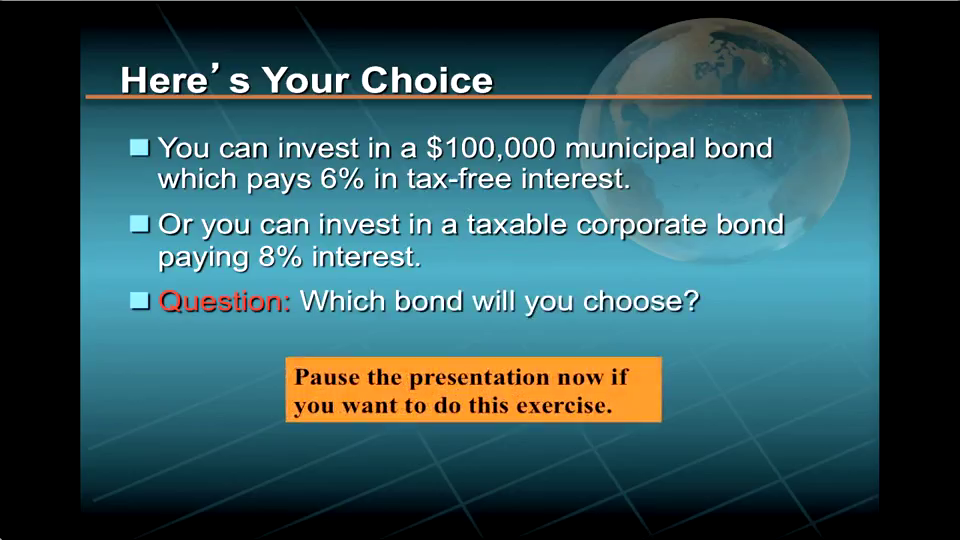 Here's Your Choice
You can invest in a $100,000 municipal bond
which pays 6% in tax-free interest.
Or you can invest in a taxable corporate bond
paying 8% interest.
Question: Which bond will you choose?
Pause the presentation now if
you want to do this exercise.